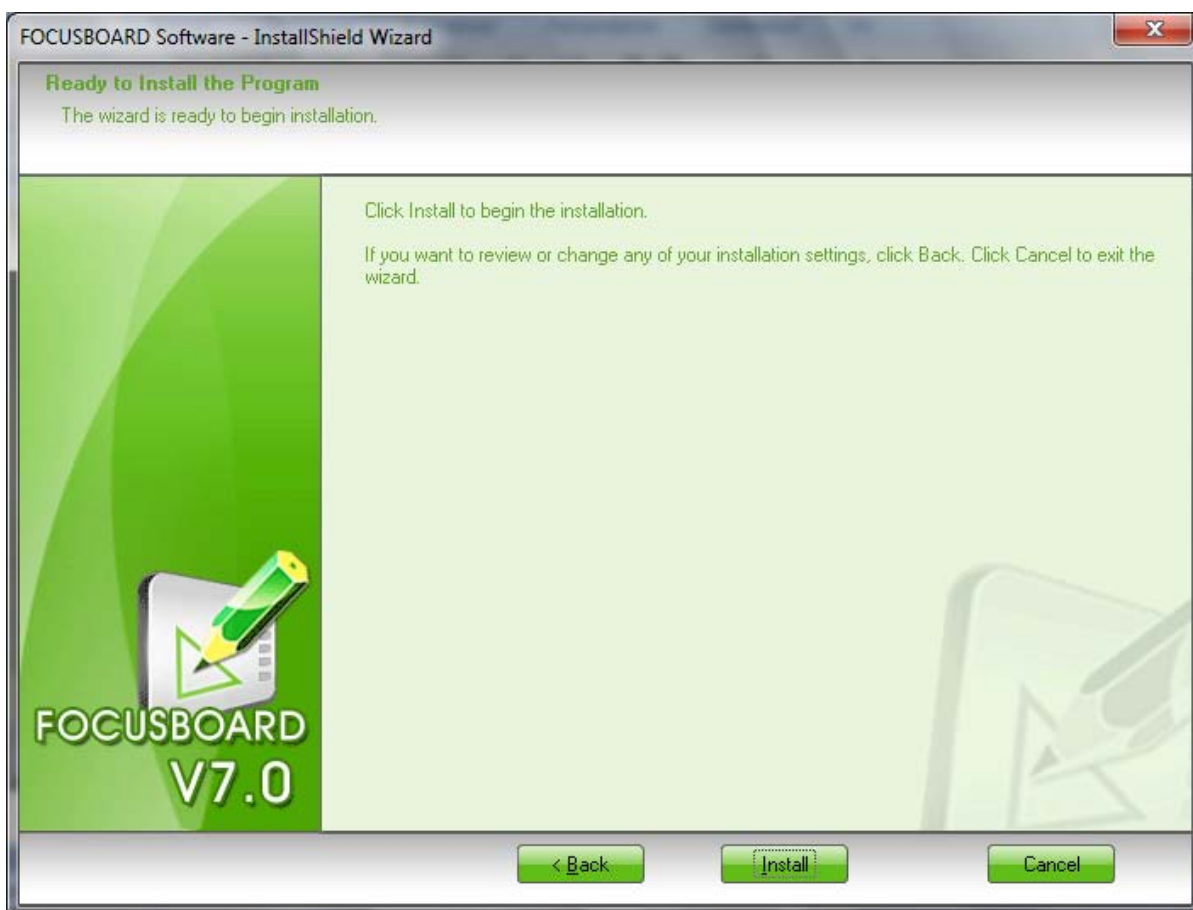 FOCUSBOARD Software - InstallShield Wizard
Ready to Install the Program
The wizard is ready to begin installation.
Click Install to begin the installation.
If you want to review or change any of your installation settings, click Back. Click Cancel to exit the
wizard.
FOCUSBOARD
V7.0
< Back
Install
Cancel